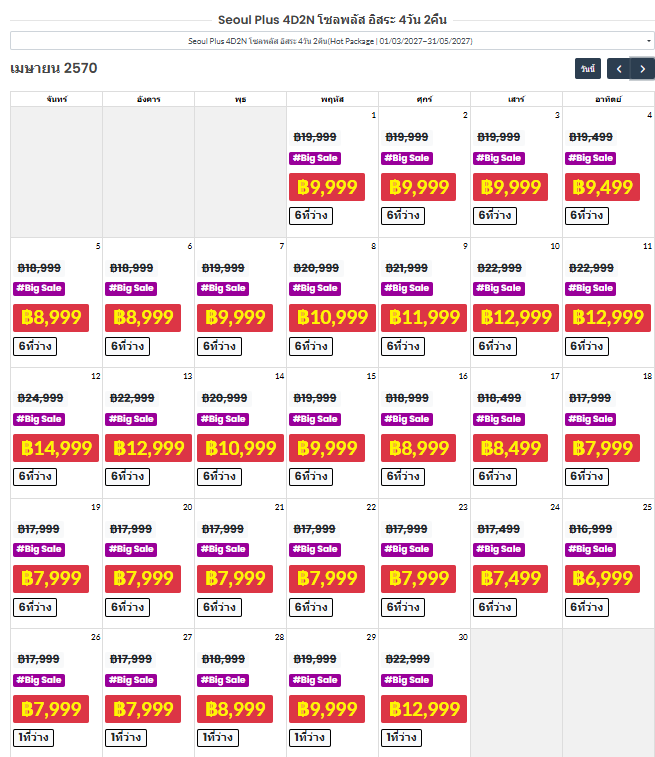 Seoul Plus 4D2N โซลพลัส อิสระ 4วัน 2คืน
Seoul Plus 4D2N โซลพลัส อิสระ 4วัน 2คืน(Hot Package | 01/03/2027-31/05/2027)
เมษายน 2570
วันนี้
จันทร์ อังคาร พุธ พฤหัส ศุกร์ เสาร์ อาทิตย์
1 2 3 4
฿19,999 ฿19,999 ฿19,999 ฿19,499
#Big Sale #Big Sale #Big Sale #Big Sale
฿9,999 ฿9,999 ฿9,999 ฿9,499
6ที่ว่าง 6ที่ว่าง 6ที่ว่าง 6ที่ว่าง
5 6 7 8 9 10 11
฿18,999 ฿18,999 ฿19,999 ฿20,999 ฿21,999 ฿22,999 ฿22,999
#Big Sale #Big Sale #Big Sale #Big Sale #Big Sale #Big Sale #Big Sale
฿8,999 ฿8,999 ฿9,999 ฿10,999 ฿11,999 ฿12,999 ฿12,999
6ที่ว่าง 6ที่ว่าง 6ที่ว่าง 6ที่ว่าง 6ที่ว่าง 6ที่ว่าง 6ที่ว่าง
12 13 14 15 16 17 18
฿24,999 ฿22,999 ฿20,999 ฿19,999 ฿18,999 ฿18,499 ฿17,999
#Big Sale #Big Sale #Big Sale #Big Sale #Big Sale #Big Sale #Big Sale
฿14,999 ฿12,999 ฿10,999 ฿9,999 ฿8,999 ฿8,499 ฿7,999
6ที่ว่าง 6ที่ว่าง 6ที่ว่าง 6ที่ว่าง 6ที่ว่าง 6ที่ว่าง 6ที่ว่าง
19 20 21 22 23 24 25
฿17,999 ฿17,999 ฿17,999 ฿17,999 ฿17,999 ฿17,499 ฿16,999
#Big Sale #Big Sale #Big Sale #Big Sale #Big Sale #Big Sale #Big Sale
฿7,999 ฿7,999 ฿7,999 ฿7,999 ฿7,999 ฿7,499 ฿6,999
6ที่ว่าง 6ที่ว่าง 6ที่ว่าง 6ที่ว่าง 6ที่ว่าง 6ที่ว่าง 6ที่ว่าง
26 27 28 29 30
฿17,999 ฿17,999 ฿18,999 ฿19,999 ฿22,999
#Big Sale #Big Sale #Big Sale #Big Sale #Big Sale
฿7,999 ฿7,999 ฿8,999 ฿9,999 ฿12,999
1ที่ว่าง 1ที่ว่าง 1ที่ว่าง 1ที่ว่าง 1ที่ว่าง